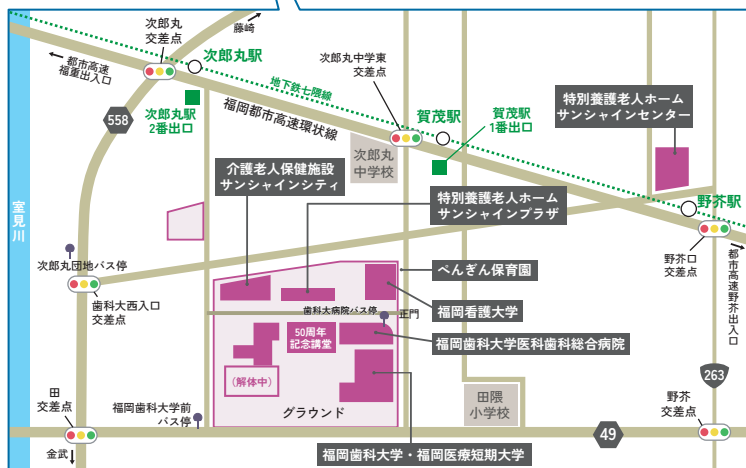 藤崎
次郎丸
交差点
次郎丸駅
次郎丸中学東
交差点
都市高速
福重出入口
地下鉄七隈線
特別養護老人ホーム
サンシャインセンター
558
次郎丸駅
2番出口
福岡都市高速環状線
賀茂駅
賀茂駅
1番出口
次郎丸
中学校
介護老人保健施設
サンシャインシティ
特別養護老人ホーム
サンシャインプラザ
野芥駅
室見川
次郎丸団地バス停
ぺんぎん保育園
野芥口
交差点
都市高速野芥出入口
歯科大西入口
交差点
歯科大病院バス停
正門
福岡看護大学
50周年
記念講堂
福岡歯科大学医科歯科総合病院
(解体中)
263
田
交差点
福岡歯科大学前
バス停
グラウンド
田隈
小学校
野芥
交差点
49
金武
福岡歯科大学・福岡医療短期大学